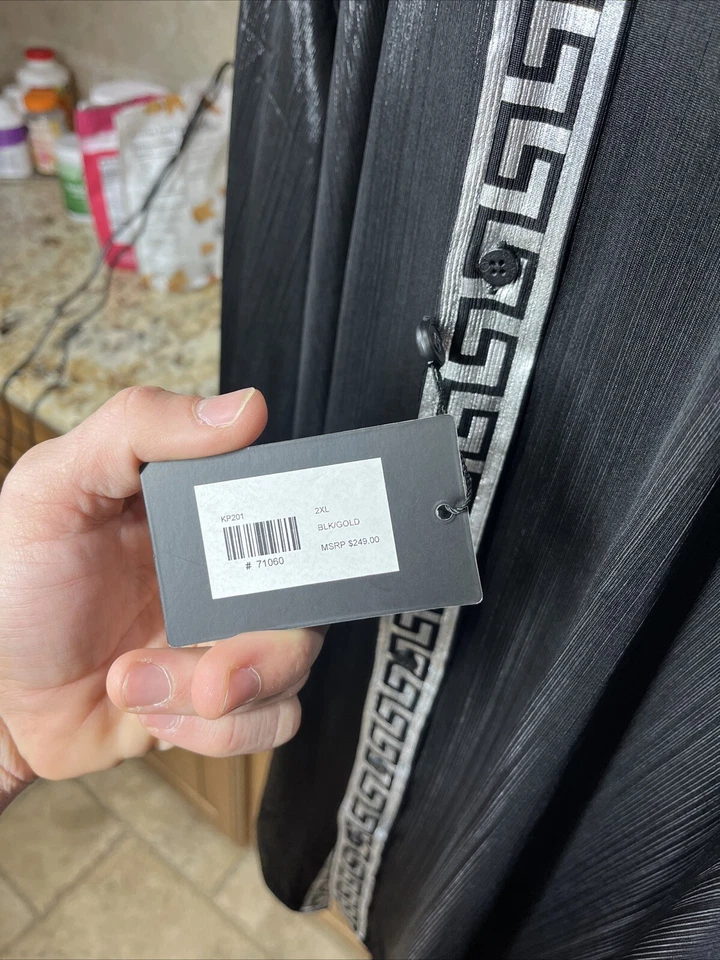 KP201
2XL
BLK/GOLD
MSRP $249.00
# 71060